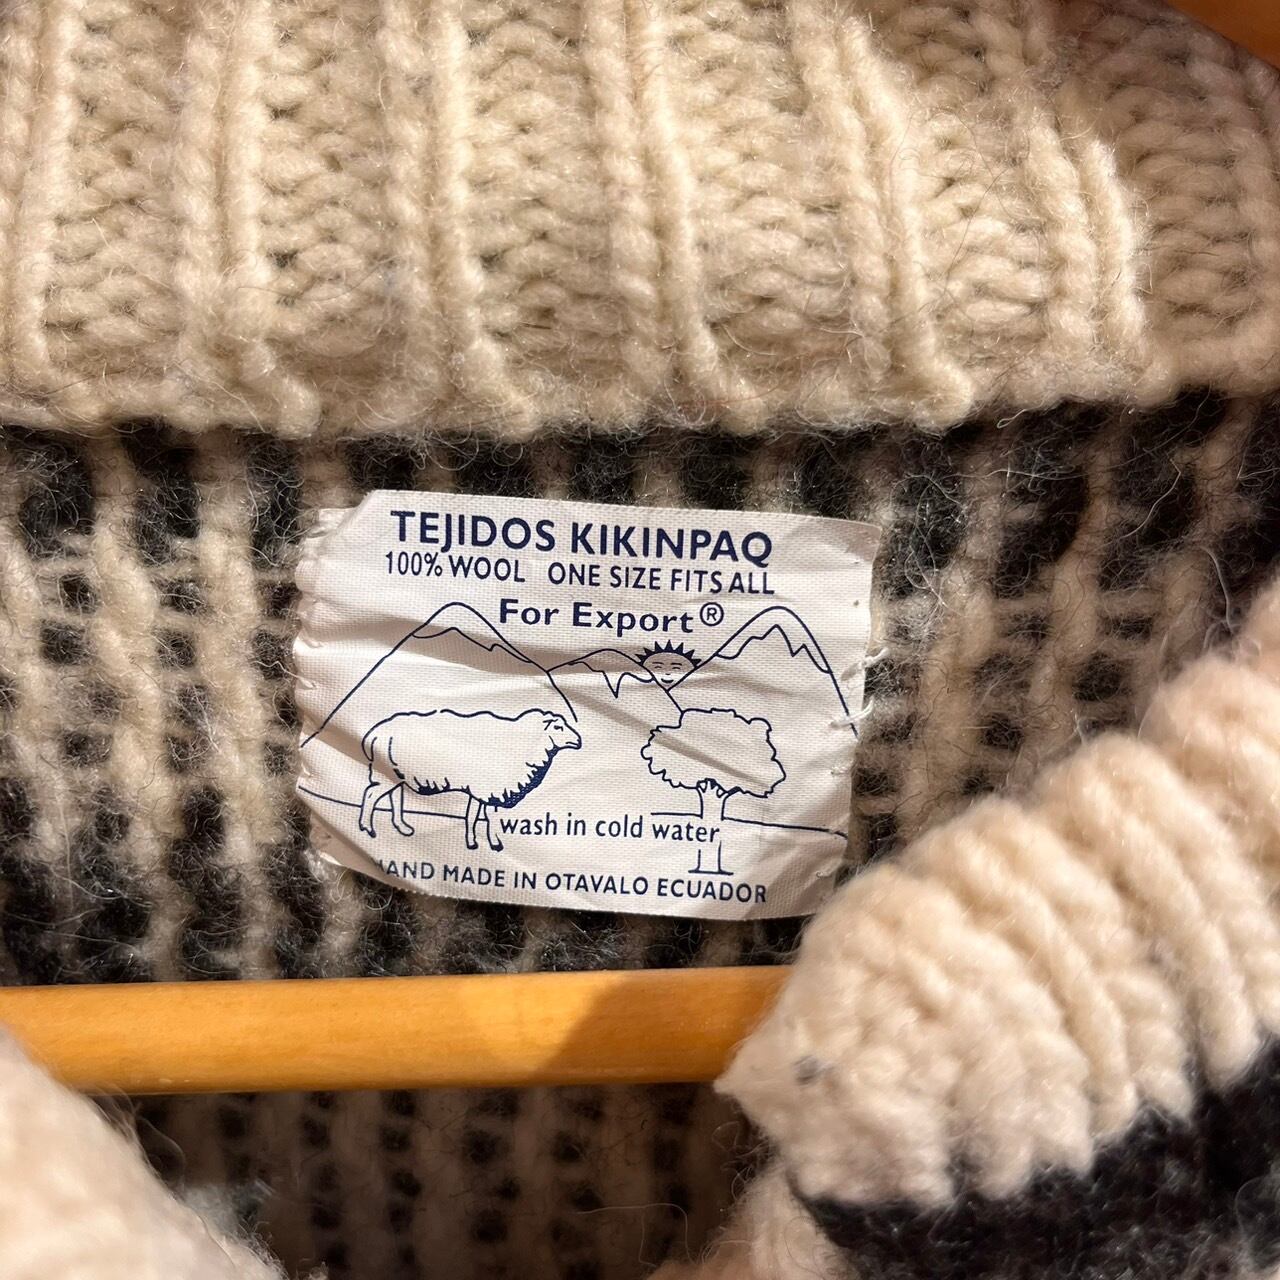 TEJIDOS KIKINPAQ
100% WOOL ONE SIZE FITS ALL
For Export®
wash in cold water
HAND MADE IN OTAVALO ECUADOR